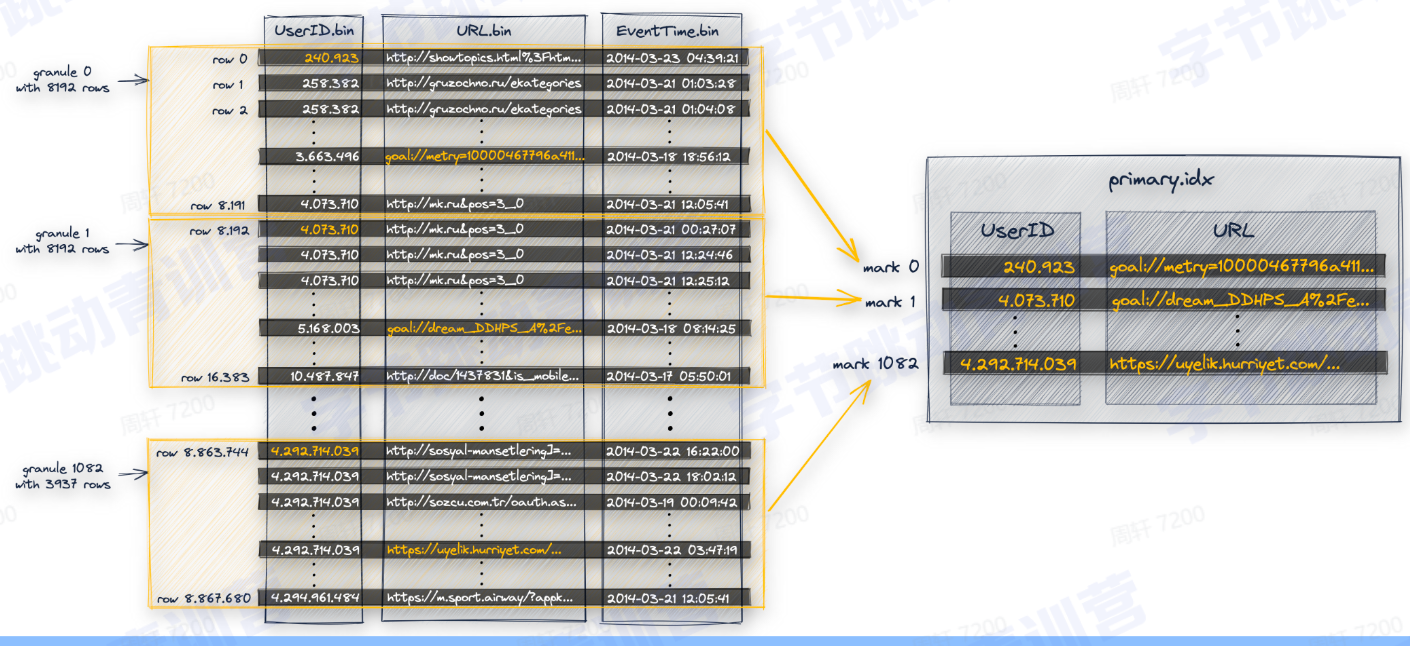 UserID.bin URL.bin EventTime.bin
row 0 240.923 http://showtopics.html%3Fhtm... 2014-03-23 04:39:21
granule 0
with 8192 rows
row 1 258.382 http://gruzochno.ru/ekategories 2014-03-21 01:03:28
row 2 258.382 http://gruzochno.ru/ekategories 2014-03-21 01:04:08
3.663.496 goal://metry=10000467796a411... 2014-03-18 18:56:12
row 8.191 4.073.710 http://mk.ru&pos=3_0 2014-03-21 12:05:41
granule 1
with 8192 rows
row 8.192 4.073.710 http://mk.ru&pos=3_0 2014-03-21 00:27:07
4.073.710 http://mk.ru&pos=3_0 2014-03-21 12:24:46
4.073.710 http://mk.ru&pos=3_0 2014-03-21 12:25:12
5.168.003 goal://dream_DDHPS_A%2Fe... 2014-03-18 08:14:25
row 16.383 10.487.847 http://doc/1437831&is_mobile... 2014-03-17 05:50:01
granule 1082
with 3937 rows
row 8.863.744 4.292.714.039 http://sosyal-mansetlering]=... 2014-03-22 16:22:00
4.292.714.039 http://sosyal-mansetlering]=... 2014-03-22 18:02:12
4.292.714.039 http://sozcu.com.tr/oauth.as... 2014-03-19 00:09:42
4.292.714.039 https://uyelik.hurriyet.com/... 2014-03-22 03:47:19
row 8.867.680 4.294.961.484 https://m.sport.airway/?appk... 2014-03-21 12:05:41
primary.idx
UserID URL
mark 0 240.923 goal://metry=10000467796a411...
mark 1 4.073.710 goal://dream_DDHPS_A%2Fe...
mark 1082 4.292.714.039 https://uyelik.hurriyet.com/...
字节跳动青训营
周轩 7200